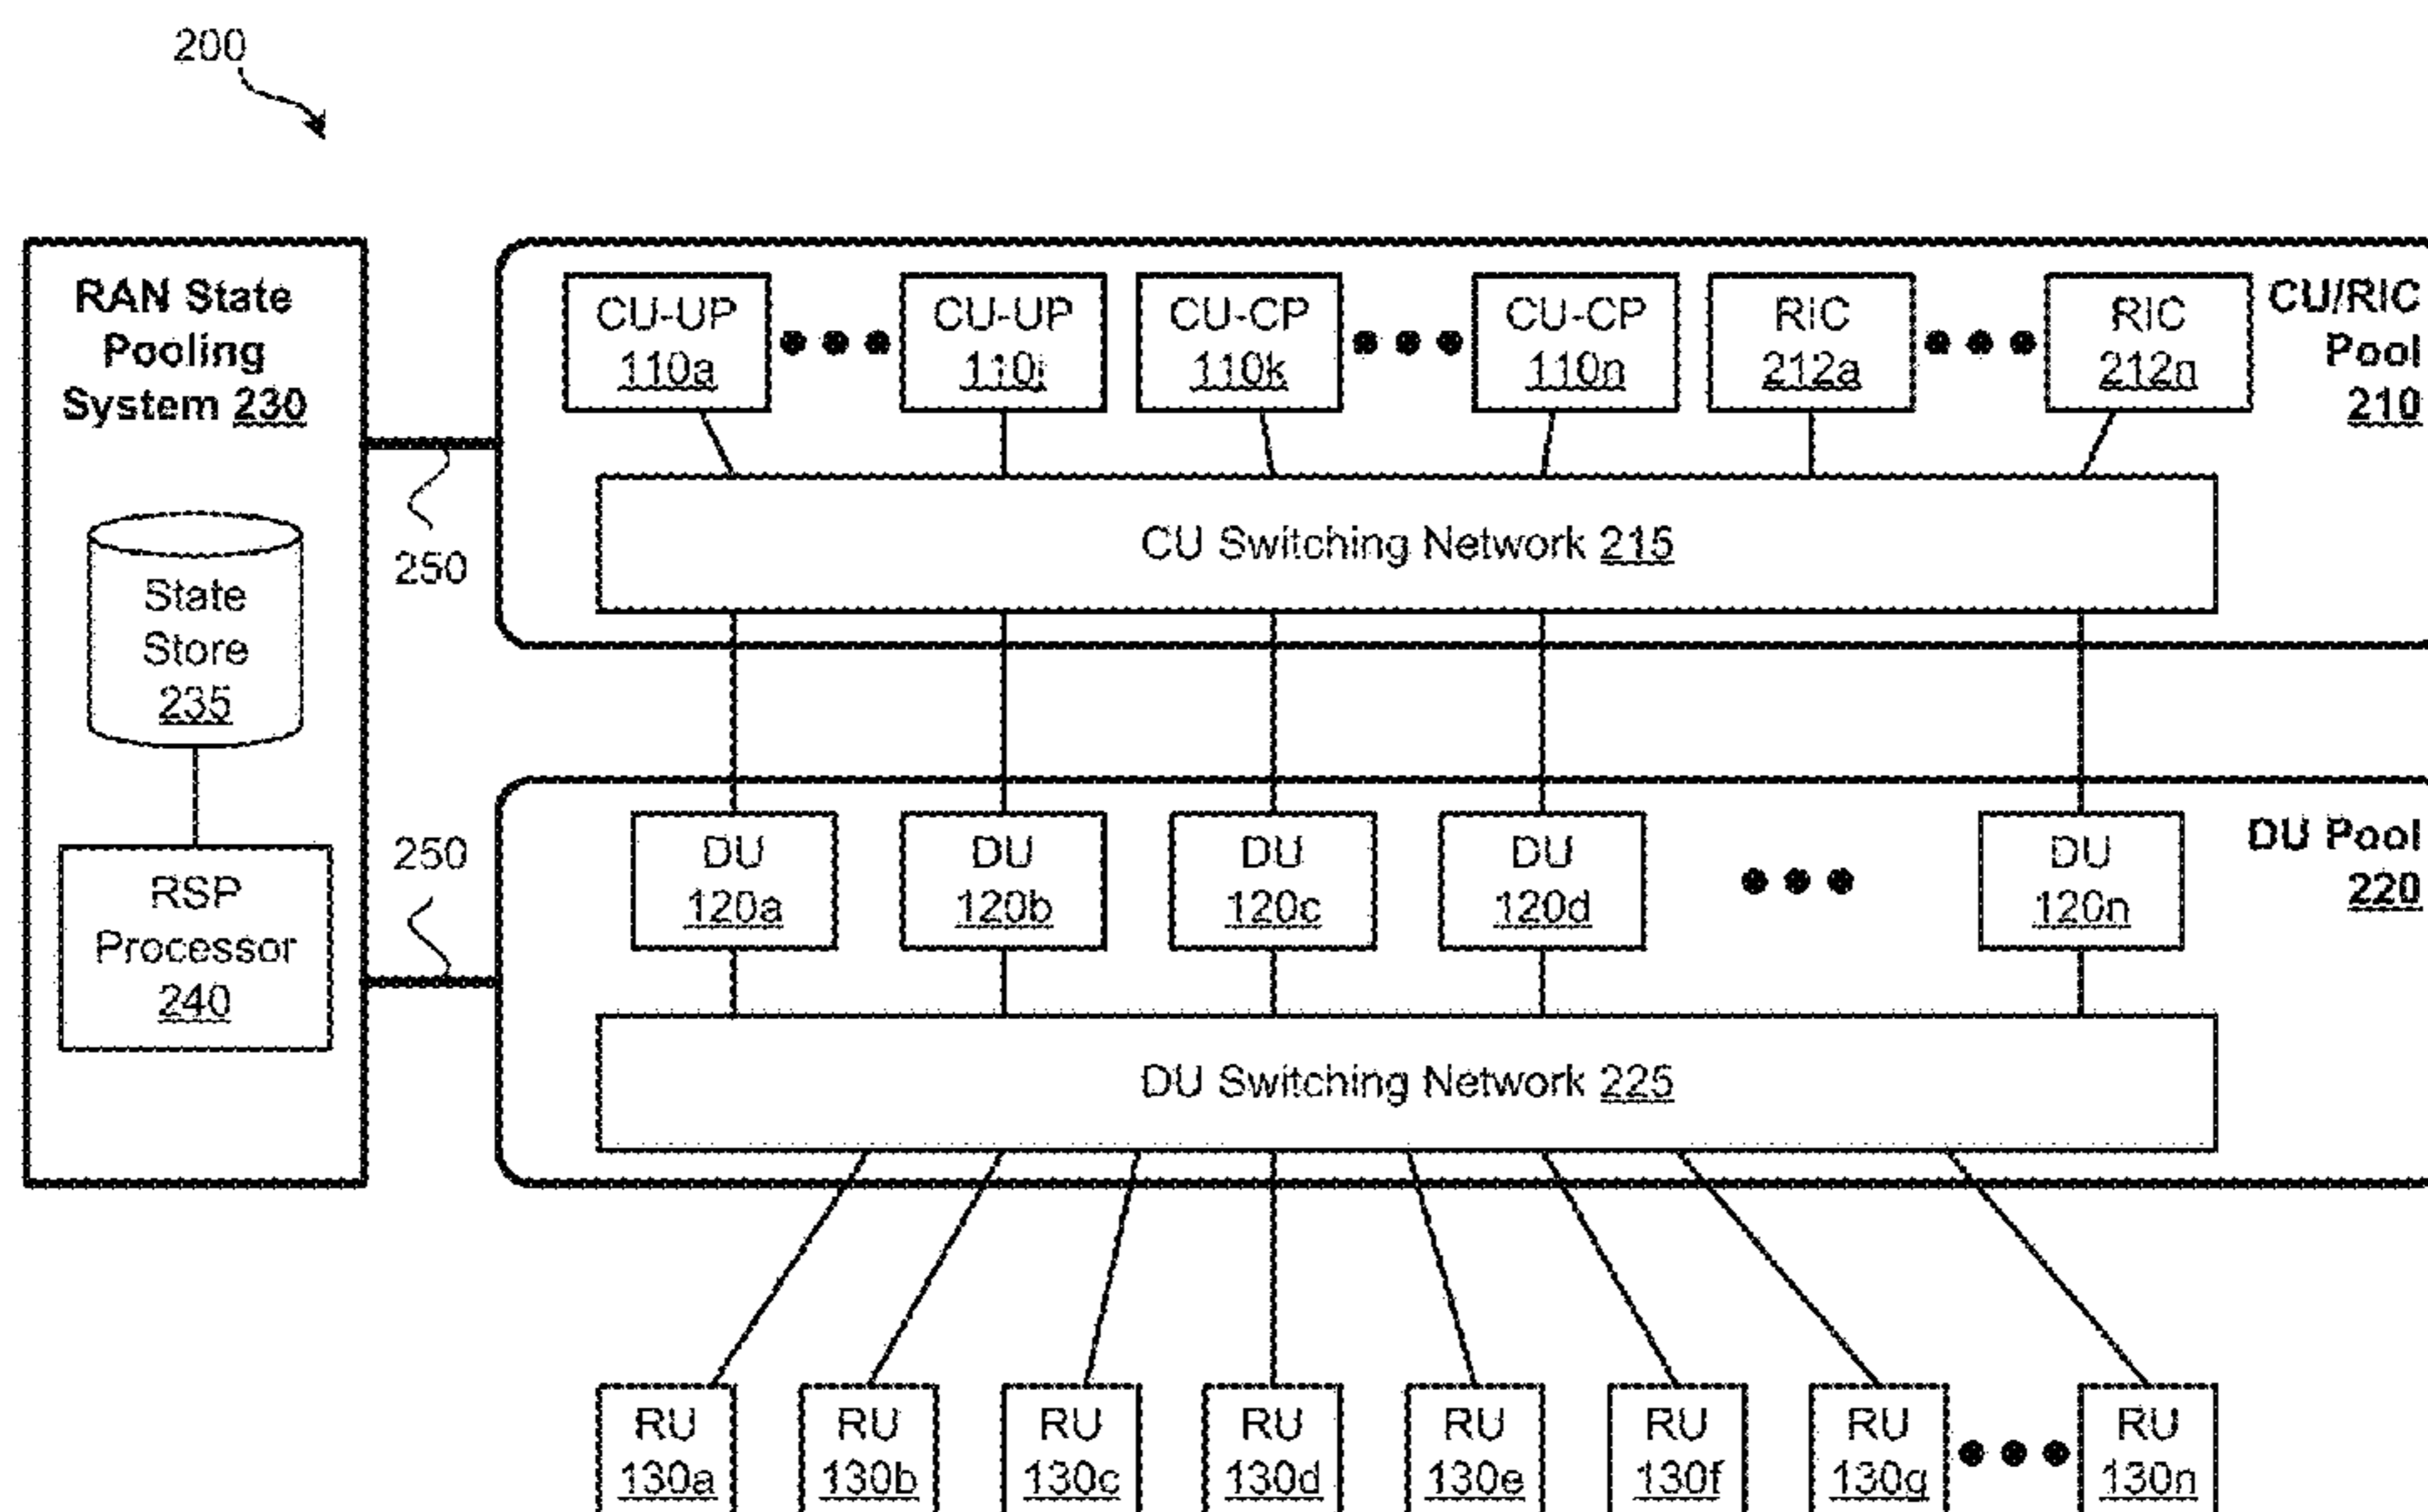 200
RAN State
Pooling
System 230
State
Store
235
RSP
Processor
240
250
250
CU-UP
110a
CU-UP
110j
CU-CP
110k
CU-CP
110n
RIC
212a
RIC
212n
CU/RIC
Pool
210
CU Switching Network 215
DU
120a
DU
120b
DU
120c
DU
120d
DU
120n
DU Pool
220
DU Switching Network 225
RU
130a
RU
130b
RU
130c
RU
130d
RU
130e
RU
130f
RU
130g
RU
130n